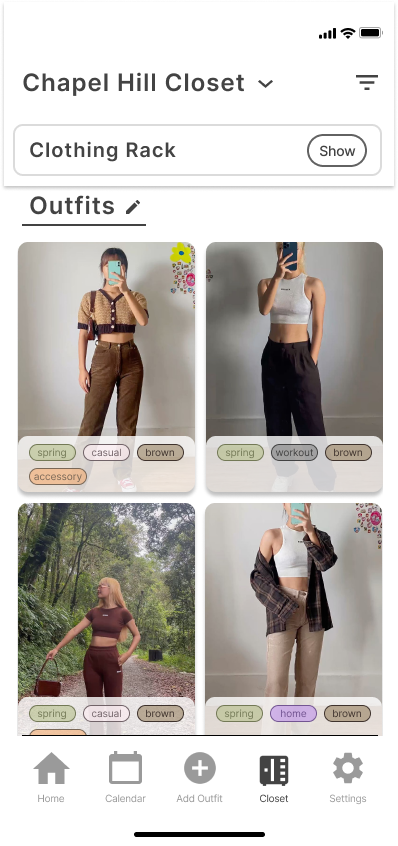 Chapel Hill Closet
Clothing Rack
Show
Outfits
spring casual brown
accessory
spring workout brown
spring casual brown
spring home brown
Home Calendar Add Outfit Closet Settings